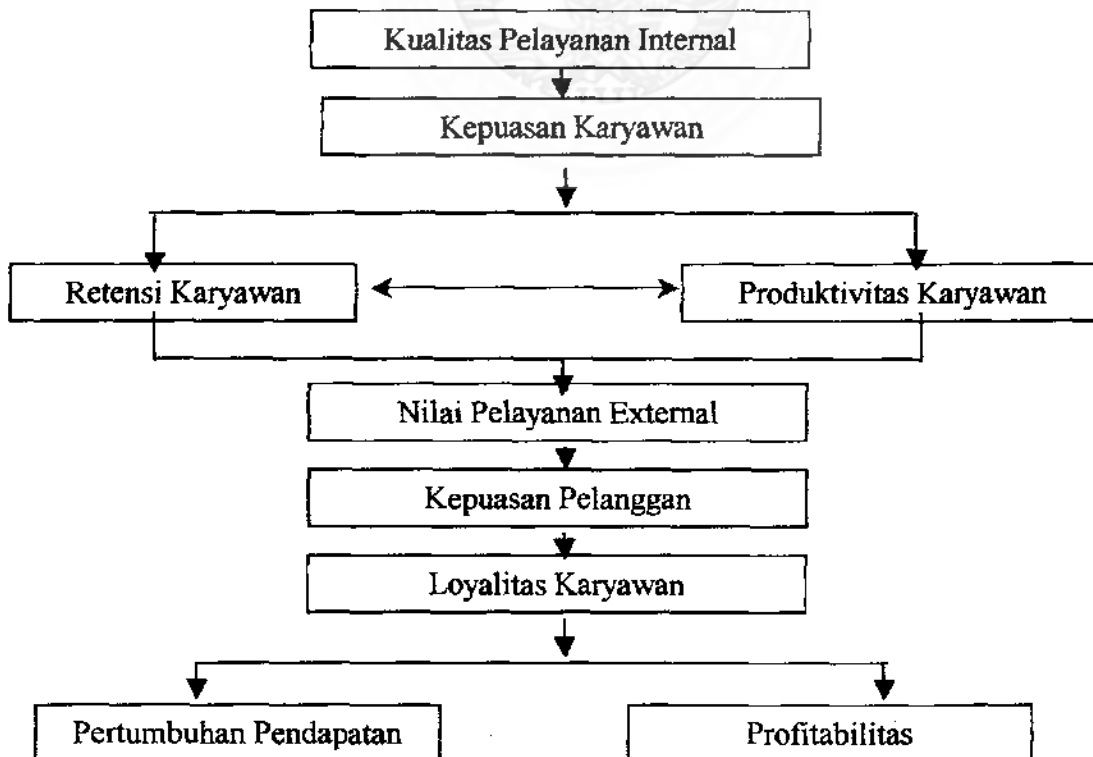 Kualitas Pelayanan Internal
Kepuasan Karyawan
Retensi Karyawan
Produktivitas Karyawan
Nilai Pelayanan External
Kepuasan Pelanggan
Loyalitas Karyawan
Pertumbuhan Pendapatan
Profitabilitas